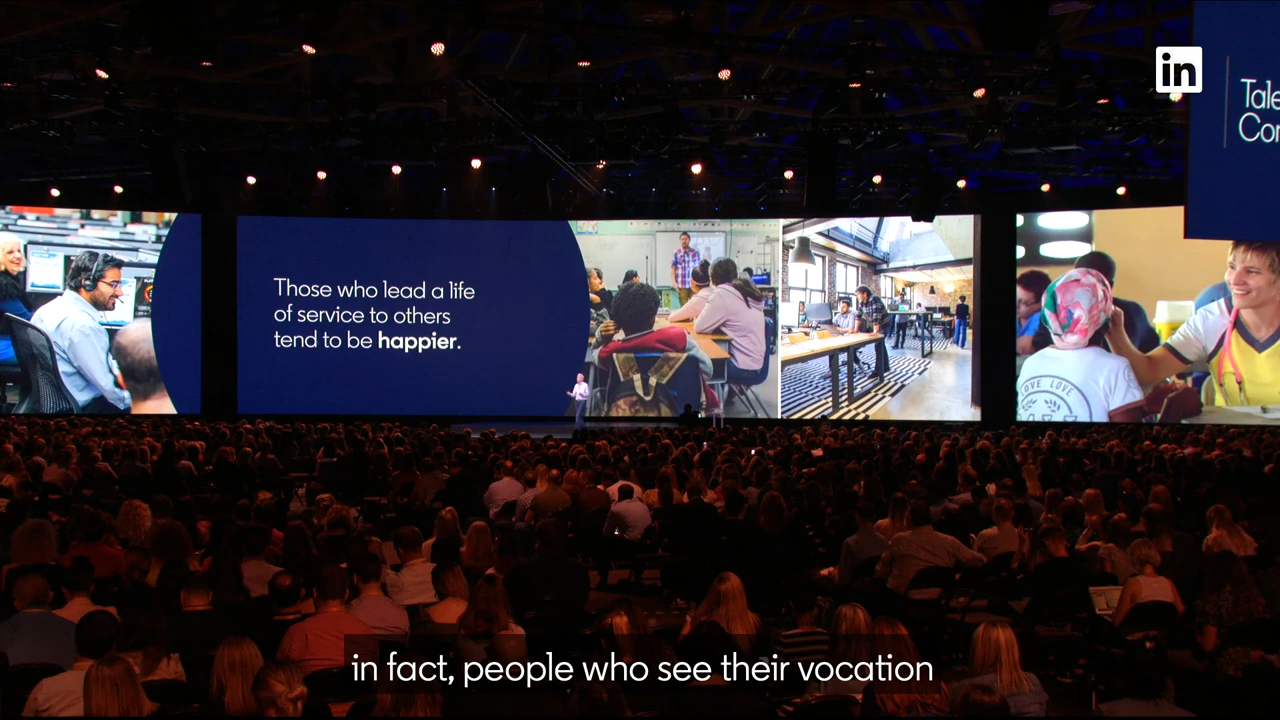 in
Tale
Con
Those who lead a life
of service to others
tend to be happier.
LOVE LOVE
in fact, people who see their vocation